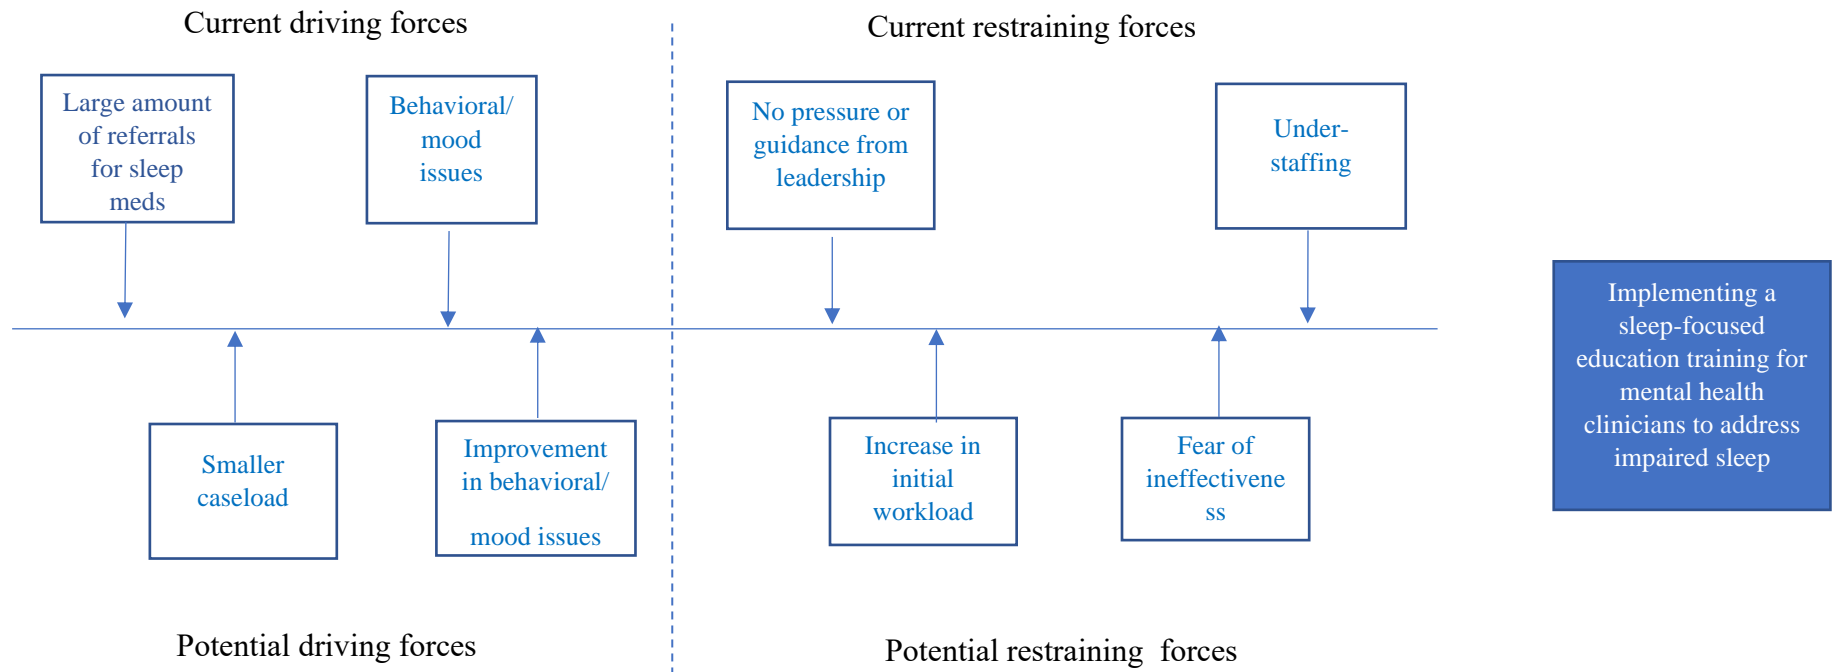 Current driving forces
Current restraining forces
Large amount
of referrals
for sleep
meds
Behavioral/
mood
issues
No pressure or
guidance from
leadership
Under-
staffing
Implementing a
sleep-focused
education training for
mental health
clinicians to address
impaired sleep
Smaller
caseload
Improvement
in behavioral/
mood issues
Increase in
initial
workload
Fear of
ineffectivene
ss
Potential driving forces
Potential restraining  forces